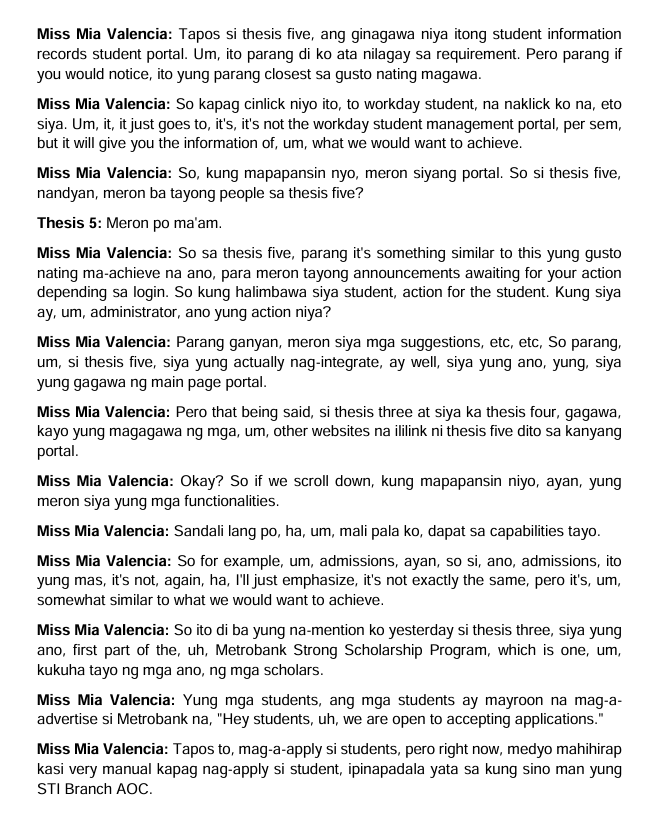 Miss Mia Valencia: Tapos si thesis five, ang ginagawa niya itong student information
records student portal. Um, ito parang di ko ata nilagay sa requirement. Pero parang if
you would notice, ito yung parang closest sa gusto nating magawa.
Miss Mia Valencia: So kapag cinlick niyo ito, to workday student, na naklick ko na, eto
siya. Um, it, it just goes to, it's, it's not the workday student management portal, per sem,
but it will give you the information of, um, what we would want to achieve.
Miss Mia Valencia: So, kung mapapansin nyo, meron siyang portal. So si thesis five,
nandyan, meron ba tayong people sa thesis five?
Thesis 5: Meron po ma'am.
Miss Mia Valencia: So sa thesis five, parang it's something similar to this yung gusto
nating ma-achieve na ano, para meron tayong announcements awaiting for your action
depending sa login. So kung halimbawa siya student, action for the student. Kung siya
ay, um, administrator, ano yung action niya?
Miss Mia Valencia: Parang ganyan, meron siya mga suggestions, etc, etc, So parang,
um, si thesis five, siya yung actually nag-integrate, ay well, siya yung ano, yung, siya
yung gagawa ng main page portal.
Miss Mia Valencia: Pero that being said, si thesis three at siya ka thesis four, gagawa,
kayo yung magagawa ng mga, um, other websites na ililink ni thesis five dito sa kanyang
portal.
Miss Mia Valencia: Okay? So if we scroll down, kung mapapansin niyo, ayan, yung
meron siya yung mga functionalities.
Miss Mia Valencia: Sandali lang po, ha, um, mali pala ko, dapat sa capabilities tayo.
Miss Mia Valencia: So for example, um, admissions, ayan, so si, ano, admissions, ito
yung mas, it's not, again, ha, I'll just emphasize, it's not exactly the same, pero it's, um,
somewhat similar to what we would want to achieve.
Miss Mia Valencia: So ito di ba yung na-mention ko yesterday si thesis three, siya yung
ano, first part of the, uh, Metrobank Strong Scholarship Program, which is one, um,
kukuha tayo ng mga ano, ng mga scholars.
Miss Mia Valencia: Yung mga students, ang mga students ay mayroon na mag-a-
advertise si Metrobank na, "Hey students, uh, we are open to accepting applications."
Miss Mia Valencia: Tapos to, mag-a-apply si students, pero right now, medyo mahihirap
kasi very manual kapag nag-apply si student, ipinapadala yata sa kung sino man yung
STI Branch AOC.